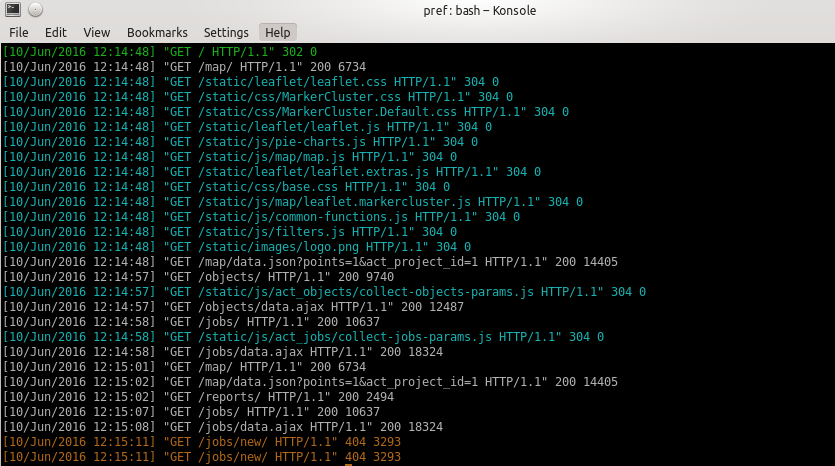 pref: bash – Konsole
File Edit View Bookmarks Settings Help
[10/Jun/2016 12:14:48] "GET / HTTP/1.1" 302 0
[10/Jun/2016 12:14:48] "GET /map/ HTTP/1.1" 200 6734
[10/Jun/2016 12:14:48] "GET /static/leaflet/leaflet.css HTTP/1.1" 304 0
[10/Jun/2016 12:14:48] "GET /static/css/MarkerCluster.css HTTP/1.1" 304 0
[10/Jun/2016 12:14:48] "GET /static/css/MarkerCluster.Default.css HTTP/1.1" 304 0
[10/Jun/2016 12:14:48] "GET /static/leaflet/leaflet.js HTTP/1.1" 304 0
[10/Jun/2016 12:14:48] "GET /static/js/pie-charts.js HTTP/1.1" 304 0
[10/Jun/2016 12:14:48] "GET /static/js/map/map.js HTTP/1.1" 304 0
[10/Jun/2016 12:14:48] "GET /static/leaflet/leaflet.extras.js HTTP/1.1" 304 0
[10/Jun/2016 12:14:48] "GET /static/css/base.css HTTP/1.1" 304 0
[10/Jun/2016 12:14:48] "GET /static/js/map/leaflet.markercluster.js HTTP/1.1" 304 0
[10/Jun/2016 12:14:48] "GET /static/js/common-functions.js HTTP/1.1" 304 0
[10/Jun/2016 12:14:48] "GET /static/js/filters.js HTTP/1.1" 304 0
[10/Jun/2016 12:14:48] "GET /static/images/logo.png HTTP/1.1" 304 0
[10/Jun/2016 12:14:48] "GET /map/data.json?points=1&act_project_id=1 HTTP/1.1" 200 14405
[10/Jun/2016 12:14:57] "GET /objects/ HTTP/1.1" 200 9740
[10/Jun/2016 12:14:57] "GET /static/js/act_objects/collect-objects-params.js HTTP/1.1" 304 0
[10/Jun/2016 12:14:57] "GET /objects/data.ajax HTTP/1.1" 200 12487
[10/Jun/2016 12:14:58] "GET /jobs/ HTTP/1.1" 200 10637
[10/Jun/2016 12:14:58] "GET /static/js/act_jobs/collect-jobs-params.js HTTP/1.1" 304 0
[10/Jun/2016 12:14:58] "GET /jobs/data.ajax HTTP/1.1" 200 18324
[10/Jun/2016 12:15:01] "GET /map/ HTTP/1.1" 200 6734
[10/Jun/2016 12:15:02] "GET /map/data.json?points=1&act_project_id=1 HTTP/1.1" 200 14405
[10/Jun/2016 12:15:02] "GET /reports/ HTTP/1.1" 200 2494
[10/Jun/2016 12:15:07] "GET /jobs/ HTTP/1.1" 200 10637
[10/Jun/2016 12:15:08] "GET /jobs/data.ajax HTTP/1.1" 200 18324
[10/Jun/2016 12:15:11] "GET /jobs/new/ HTTP/1.1" 404 3293
[10/Jun/2016 12:15:11] "GET /jobs/new/ HTTP/1.1" 404 3293